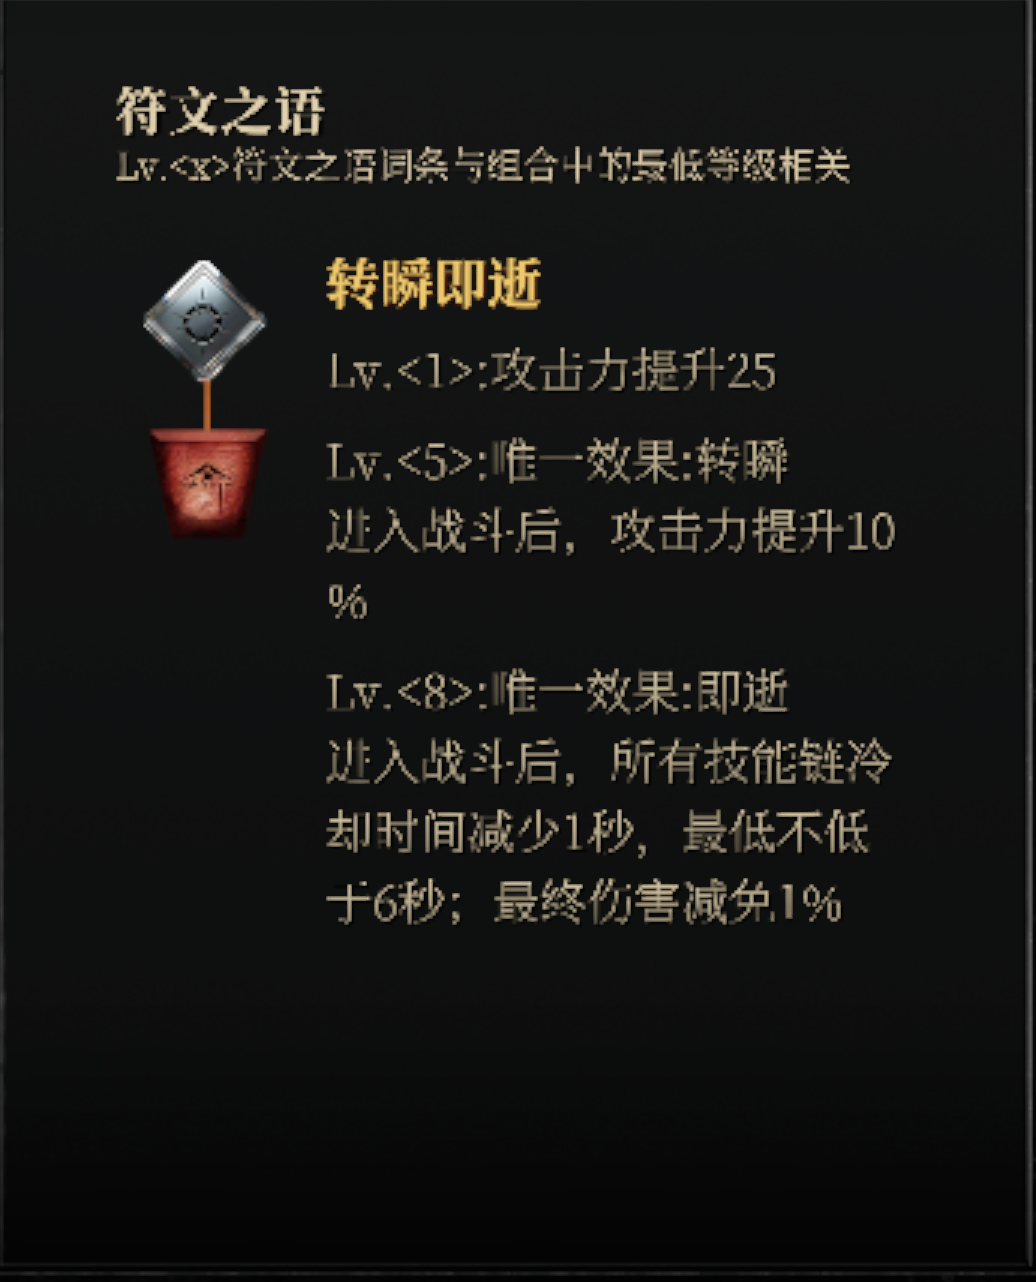 符文之语
Lv.<x>符文之语词条与组合中的最低等级相关
转瞬即逝
Lv.<1>:攻击力提升25
Lv.<5>:唯一效果:转瞬
进入战斗后，攻击力提升10
%
Lv.<8>:唯一效果:即逝
进入战斗后，所有技能链冷
却时间减少1秒，最低不低
于6秒；最终伤害减免1%